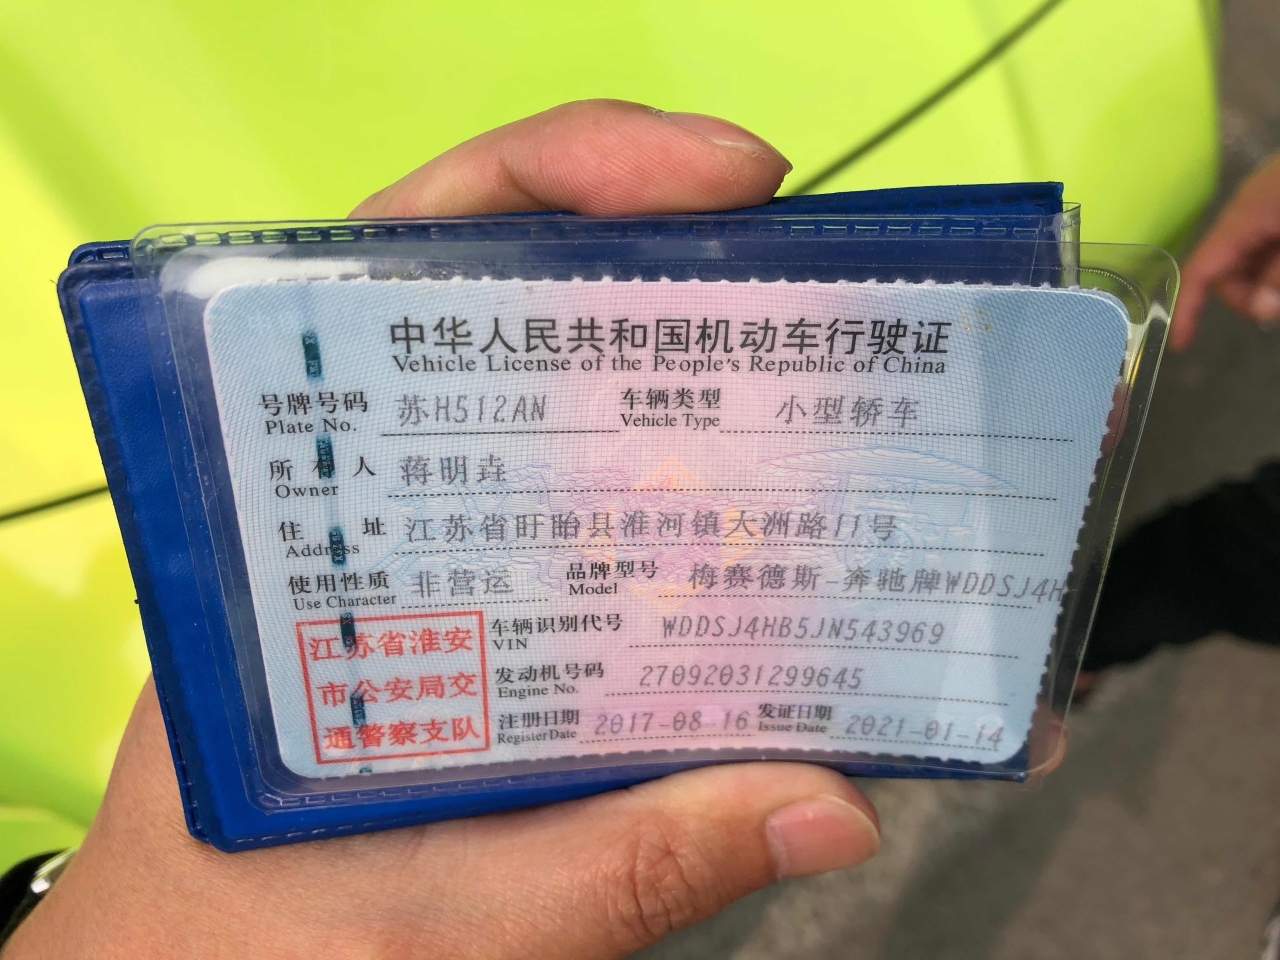 中华人民共和国机动车行驶证
Vehicle License of the People's Republic of China
号牌号码 苏H512AN 车辆类型 小型轿车
Plate No. Vehicle Type
所有人 蒋明垚
Owner
住址 江苏省盱眙县淮河镇大洲路11号
Address
使用性质 非营运 品牌型号 梅赛德斯-奔驰牌WDDSJ4H
Use Character Model
江苏省淮安
市公安局交
通警察支队
车辆识别代号 WDDSJ4HB5JN543969
VIN
发动机号码 27092031299645
Engine No.
注册日期 2017-08-16 发证日期 2021-01-14
Register Date Issue Date